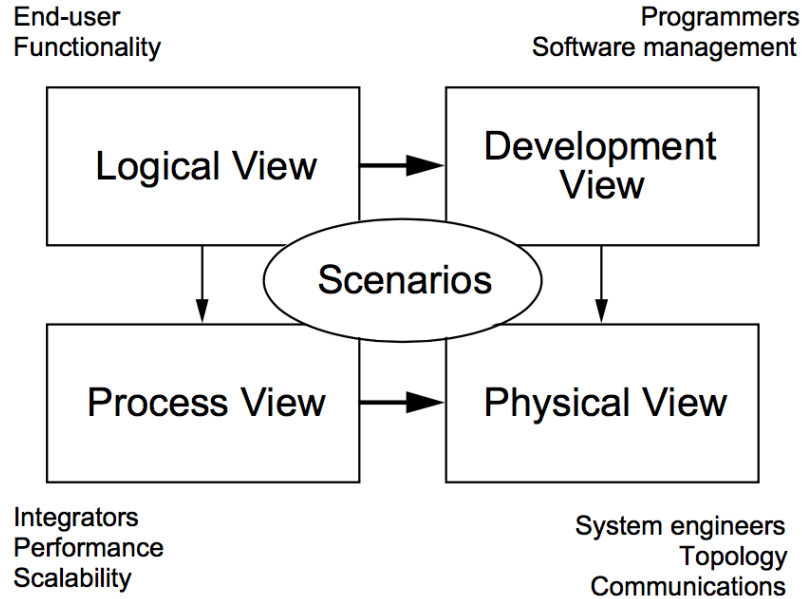 End-user
Functionality
Programmers
Software management
Logical View
Development
View
Scenarios
Process View
Physical View
Integrators
Performance
Scalability
System engineers
Topology
Communications